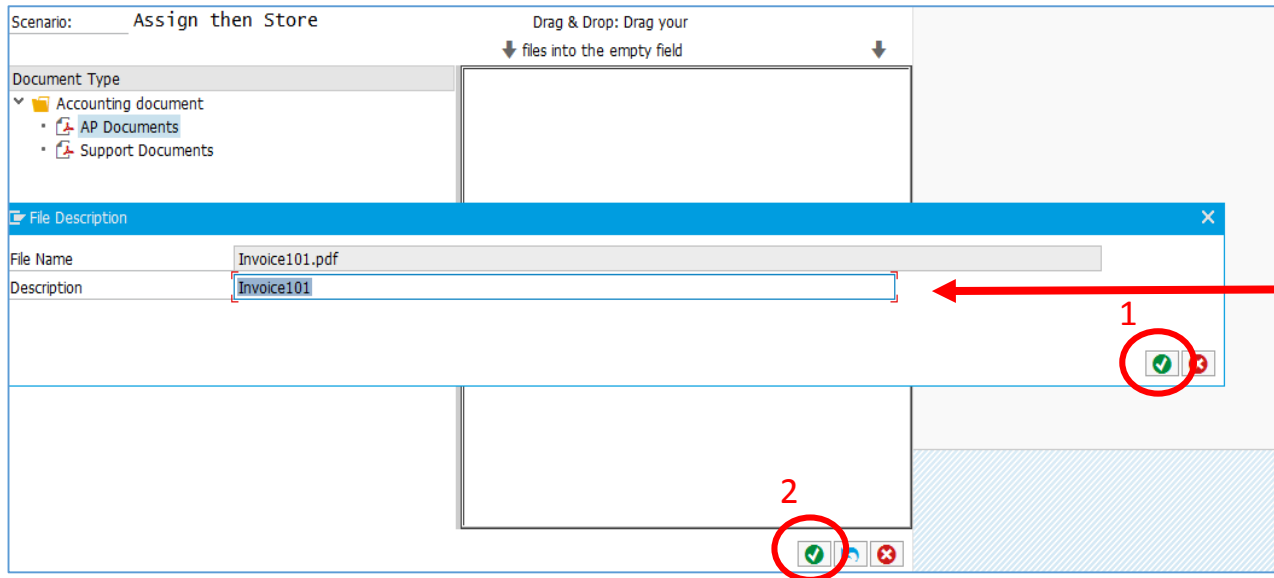 Scenario: Assign then Store
Drag & Drop: Drag your
files into the empty field
Document Type
Accounting document
AP Documents
Support Documents
File Description
File Name Invoice101.pdf
Description Invoice101
1
2